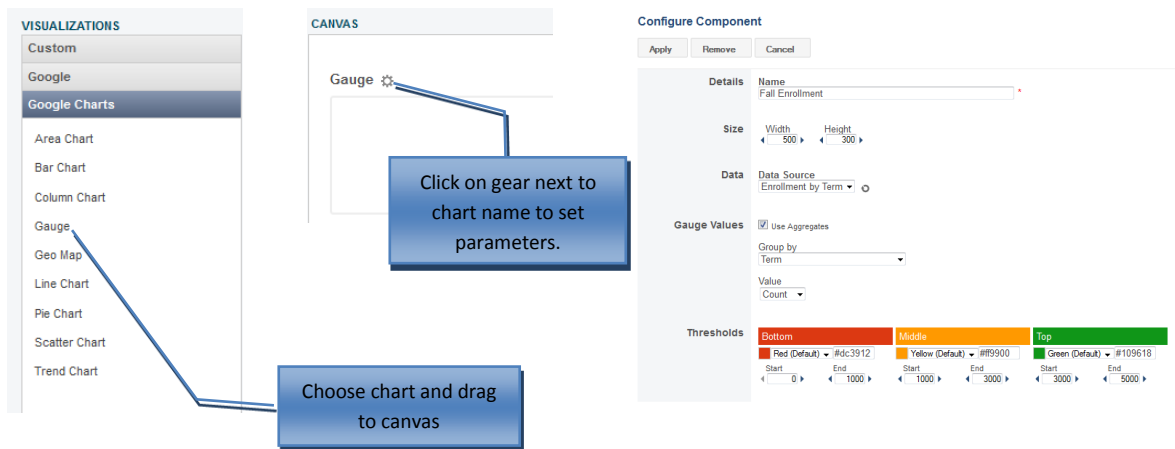 VISUALIZATIONS
Custom
Google
Google Charts
Area Chart
Bar Chart
Column Chart
Gauge
Geo Map
Line Chart
Pie Chart
Scatter Chart
Trend Chart
Choose chart and drag
to canvas
CANVAS
Gauge
Click on gear next to
chart name to set
parameters.
Configure Component
Apply Remove Cancel
Details Name
Fall Enrollment *
Size Width Height
500 300
Data Data Source
Enrollment by Term
Gauge Values Use Aggregates
Group by
Term
Value
Count
Thresholds Bottom Middle Top
Red (Default) #dc3912 Yellow (Default) #ff9900 Green (Default) #109618
Start End Start End Start End
0 1000 1000 3000 3000 5000